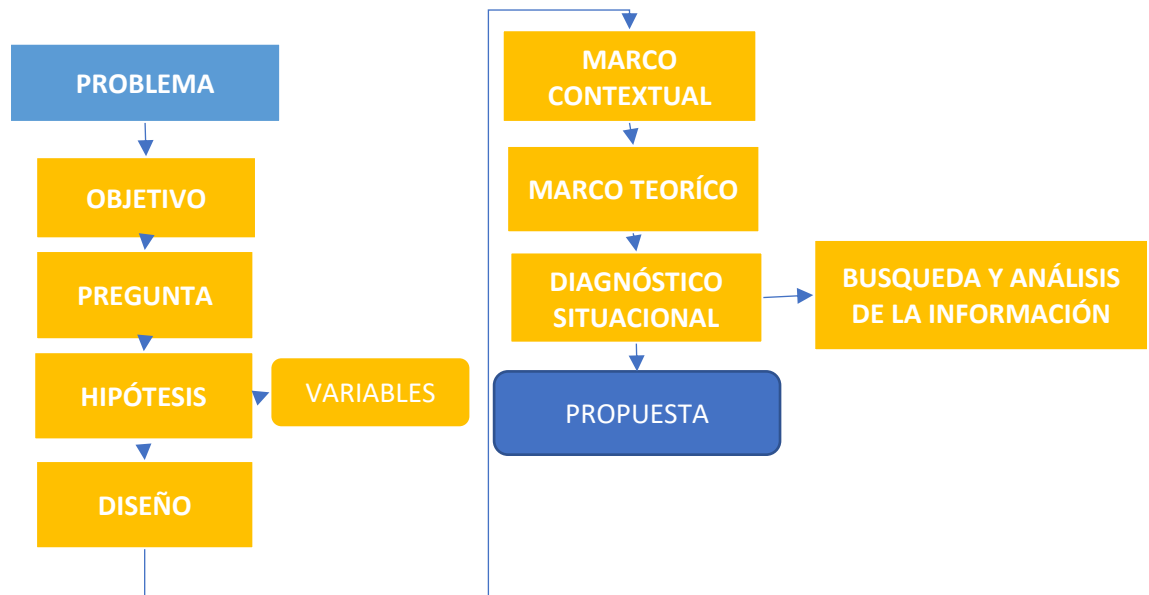 PROBLEMA
OBJETIVO
PREGUNTA
HIPÓTESIS
VARIABLES
DISEÑO
MARCO
CONTEXTUAL
MARCO TEORÍCO
DIAGNÓSTICO
SITUACIONAL
BUSQUEDA Y ANÁLISIS
DE LA INFORMACIÓN
PROPUESTA